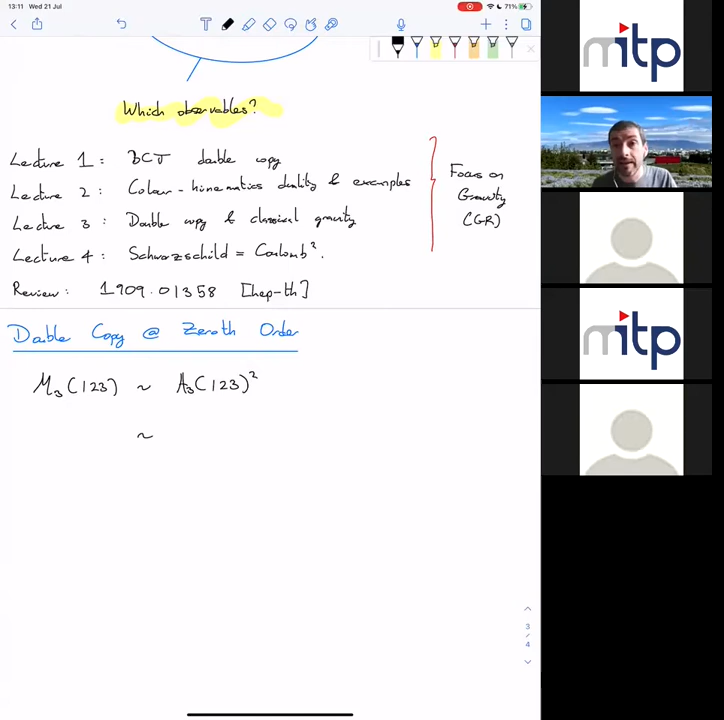 13:11 Wed 21 Jul
71%
Which observables?
Lecture 1: BCJ double copy
Lecture 2: Colour-kinematics duality & examples
Lecture 3: Double copy & classical gravity
Lecture 4: Schwarzschild = Coulomb².
Focus on
Gravity
(GR)
Review: 1909.01358 [hep-th]
Double Copy @ Zeroth Order
M₃(123) ~ A₃(123)²
~
3
/
4
mitp
mitp